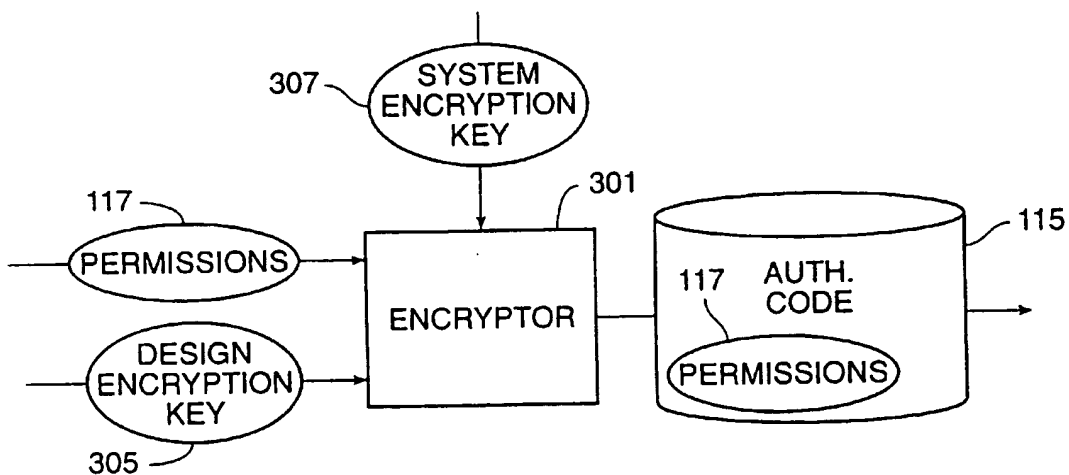 307
SYSTEM
ENCRYPTION
KEY
117
PERMISSIONS
301
ENCRYPTOR
DESIGN
ENCRYPTION
KEY
305
115
AUTH.
CODE
117
PERMISSIONS